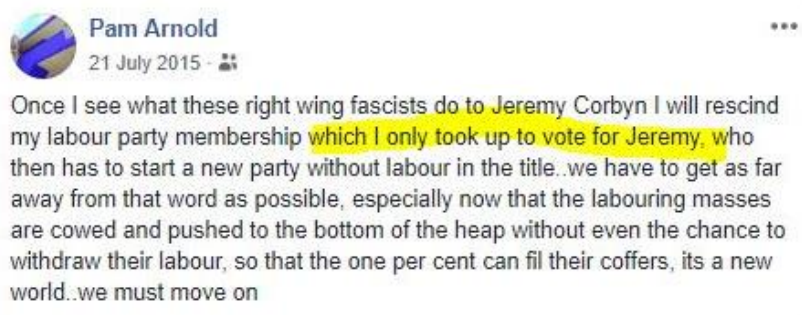 Pam Arnold
21 July 2015 ·
Once I see what these right wing fascists do to Jeremy Corbyn I will rescind
my labour party membership which I only took up to vote for Jeremy, who
then has to start a new party without labour in the title..we have to get as far
away from that word as possible, especially now that the labouring masses
are cowed and pushed to the bottom of the heap without even the chance to
withdraw their labour, so that the one per cent can fil their coffers, its a new
world..we must move on